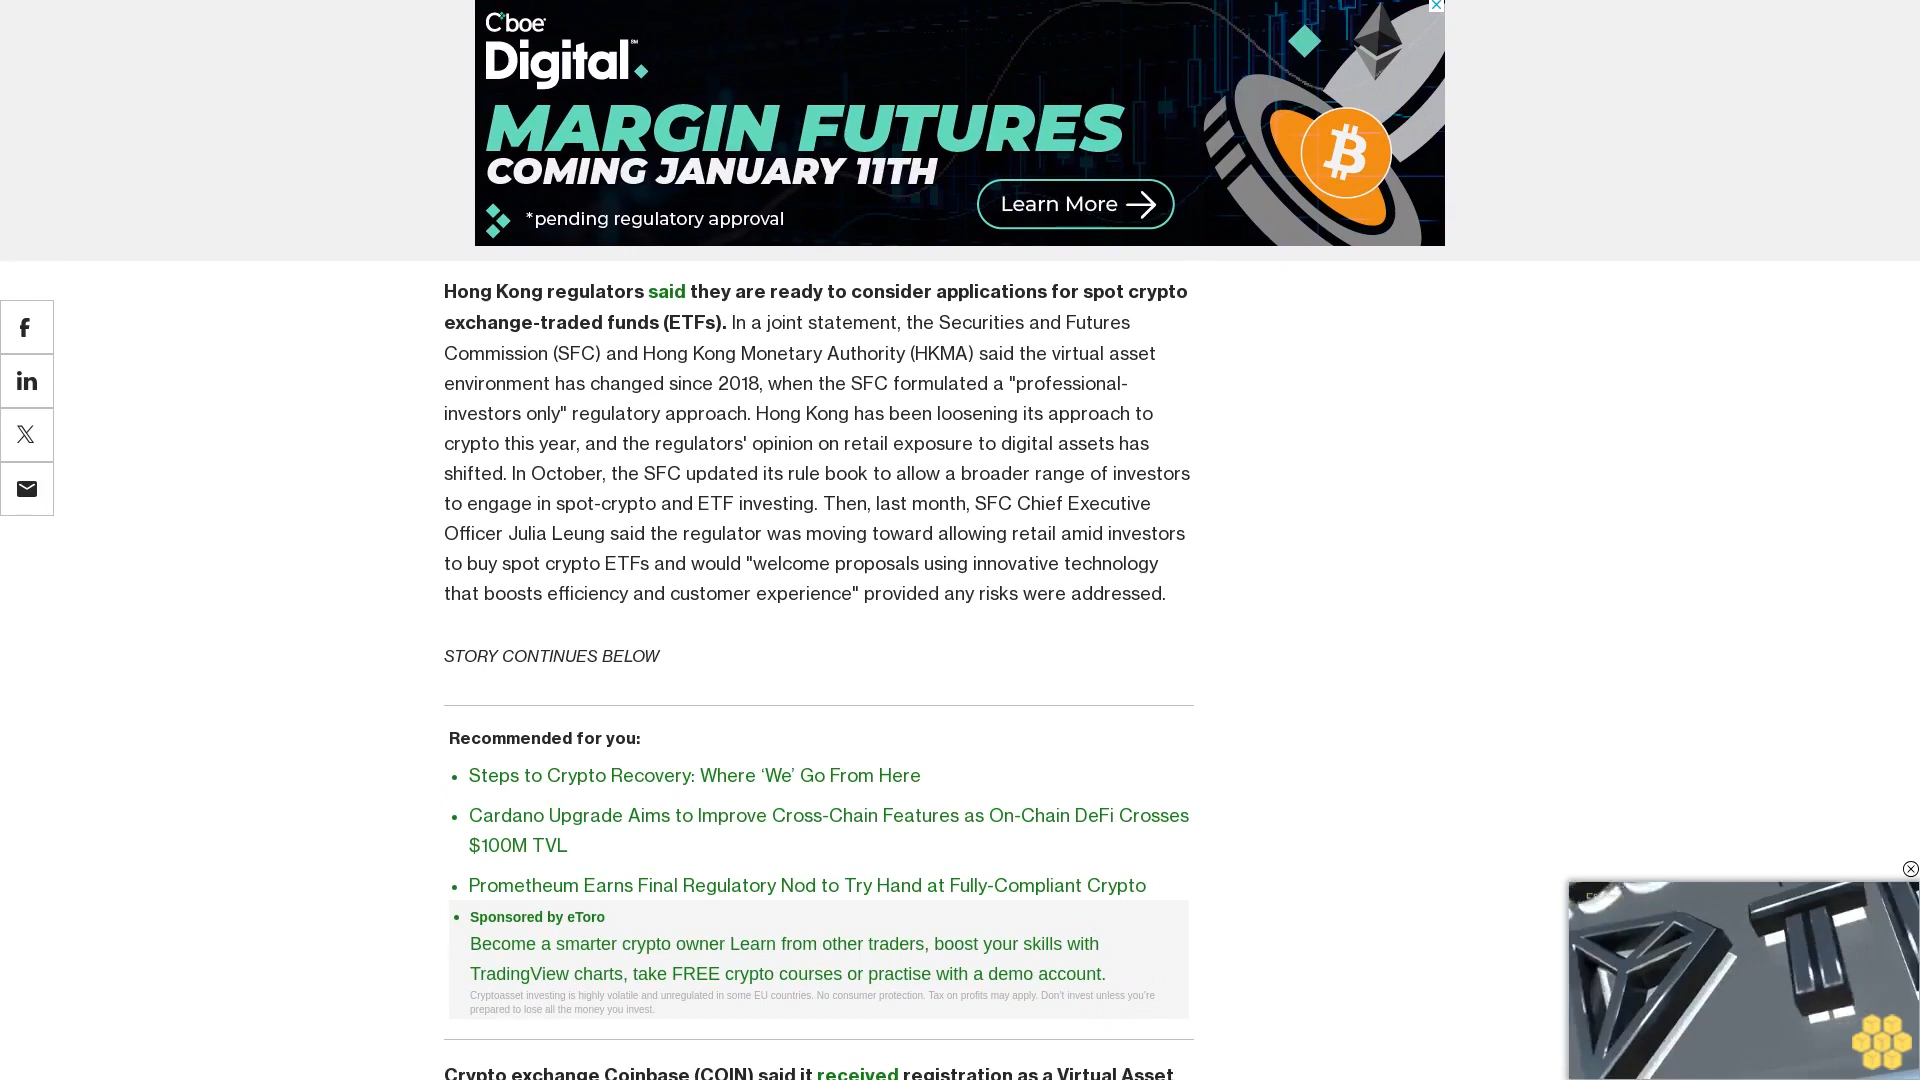 Cboe
Digital
SM
MARGIN FUTURES
COMING JANUARY 11TH
Learn More
*pending regulatory approval
Hong Kong regulators said they are ready to consider applications for spot crypto
exchange-traded funds (ETFs). In a joint statement, the Securities and Futures
Commission (SFC) and Hong Kong Monetary Authority (HKMA) said the virtual asset
environment has changed since 2018, when the SFC formulated a "professional-
investors only" regulatory approach. Hong Kong has been loosening its approach to
crypto this year, and the regulators' opinion on retail exposure to digital assets has
shifted. In October, the SFC updated its rule book to allow a broader range of investors
to engage in spot-crypto and ETF investing. Then, last month, SFC Chief Executive
Officer Julia Leung said the regulator was moving toward allowing retail amid investors
to buy spot crypto ETFs and would "welcome proposals using innovative technology
that boosts efficiency and customer experience" provided any risks were addressed.
STORY CONTINUES BELOW
Recommended for you:
• Steps to Crypto Recovery: Where ‘We’ Go From Here
• Cardano Upgrade Aims to Improve Cross-Chain Features as On-Chain DeFi Crosses
$100M TVL
• Prometheum Earns Final Regulatory Nod to Try Hand at Fully-Compliant Crypto
• Sponsored by eToro
Become a smarter crypto owner Learn from other traders, boost your skills with
TradingView charts, take FREE crypto courses or practise with a demo account.
Cryptoasset investing is highly volatile and unregulated in some EU countries. No consumer protection. Tax on profits may apply. Don’t invest unless you’re
prepared to lose all the money you invest.
Crypto exchange Coinbase (COIN) said it received registration as a Virtual Asset